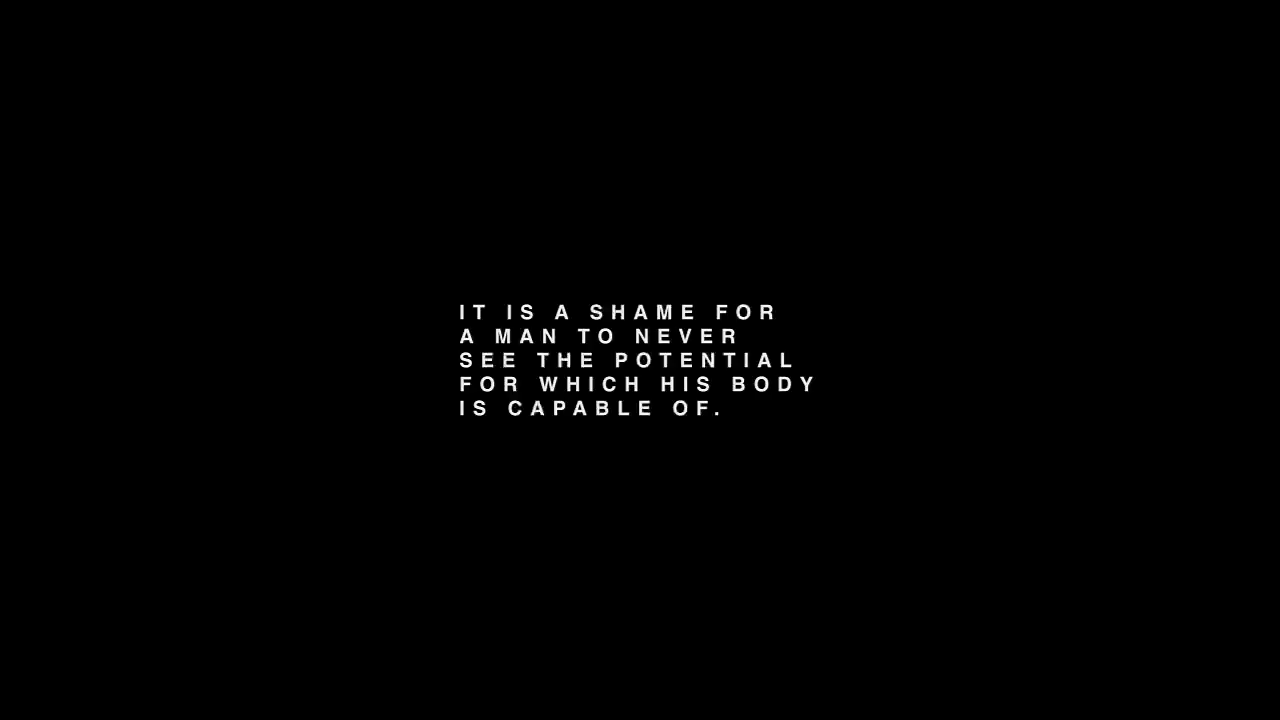 IT IS A SHAME FOR
A MAN TO NEVER
SEE THE POTENTIAL
FOR WHICH HIS BODY
IS CAPABLE OF.